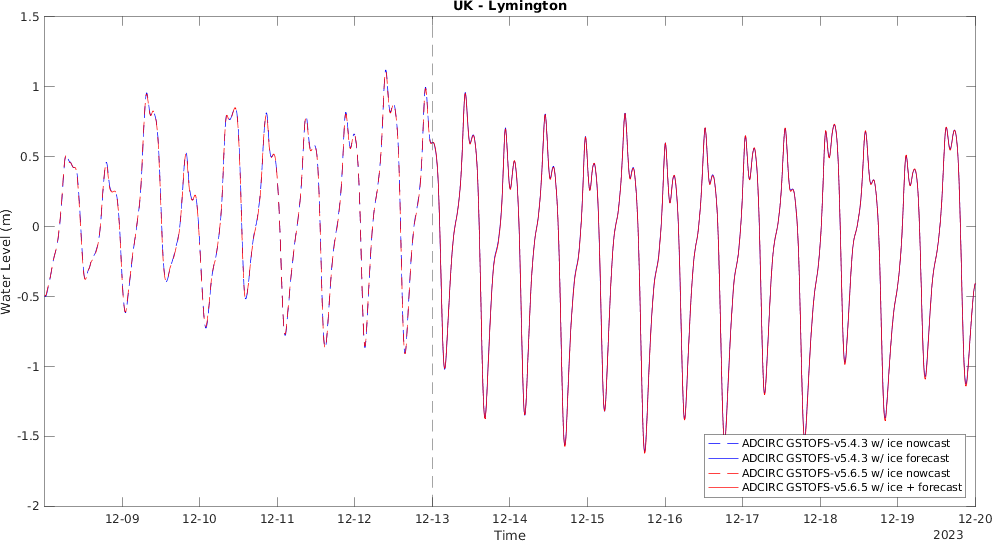 UK - Lymington
1.5
1
0.5
0
-0.5
-1
-1.5
-2
Water Level (m)
12-09 12-10 12-11 12-12 12-13 12-14 12-15 12-16 12-17 12-18 12-19 12-20
Time
2023
ADCIRC GSTOFS-v5.4.3 w/ ice nowcast
ADCIRC GSTOFS-v5.4.3 w/ ice forecast
ADCIRC GSTOFS-v5.6.5 w/ ice nowcast
ADCIRC GSTOFS-v5.6.5 w/ ice + forecast